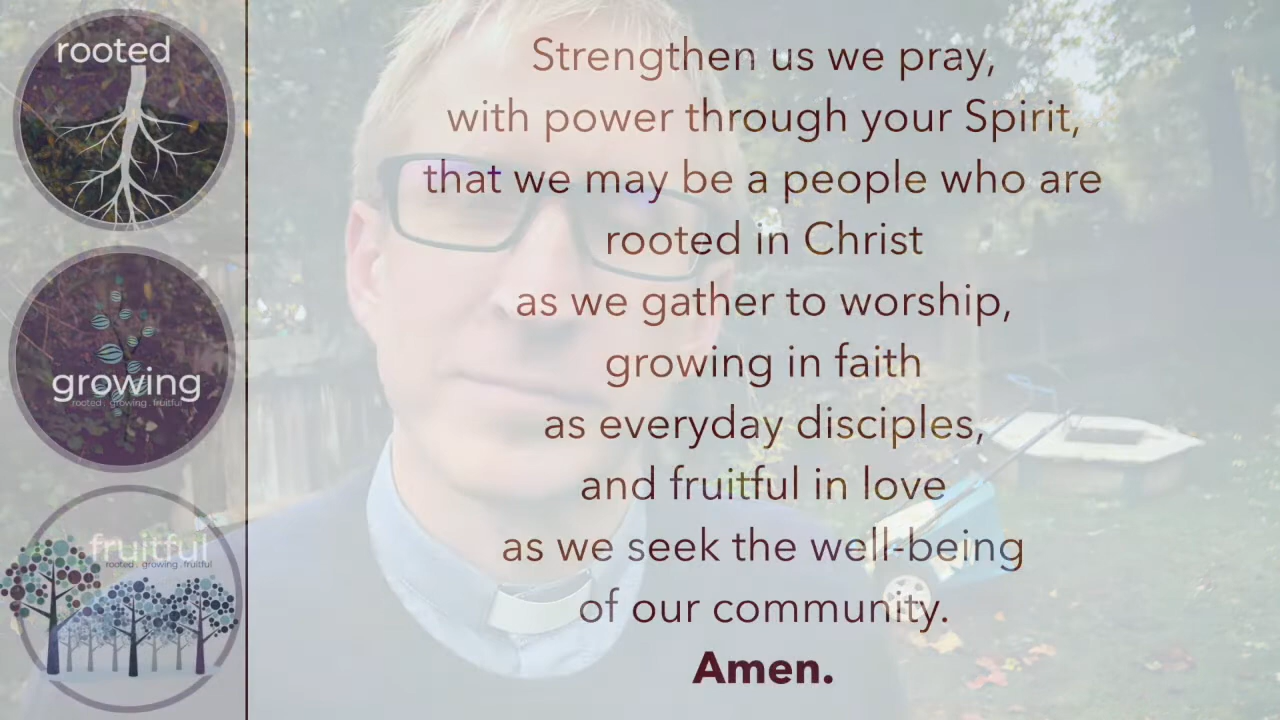 rooted
growing
rooted . growing . fruitful
fruitful
rooted . growing . fruitful
Strengthen us we pray,
with power through your Spirit,
that we may be a people who are
rooted in Christ
as we gather to worship,
growing in faith
as everyday disciples,
and fruitful in love
as we seek the well-being
of our community.
Amen.